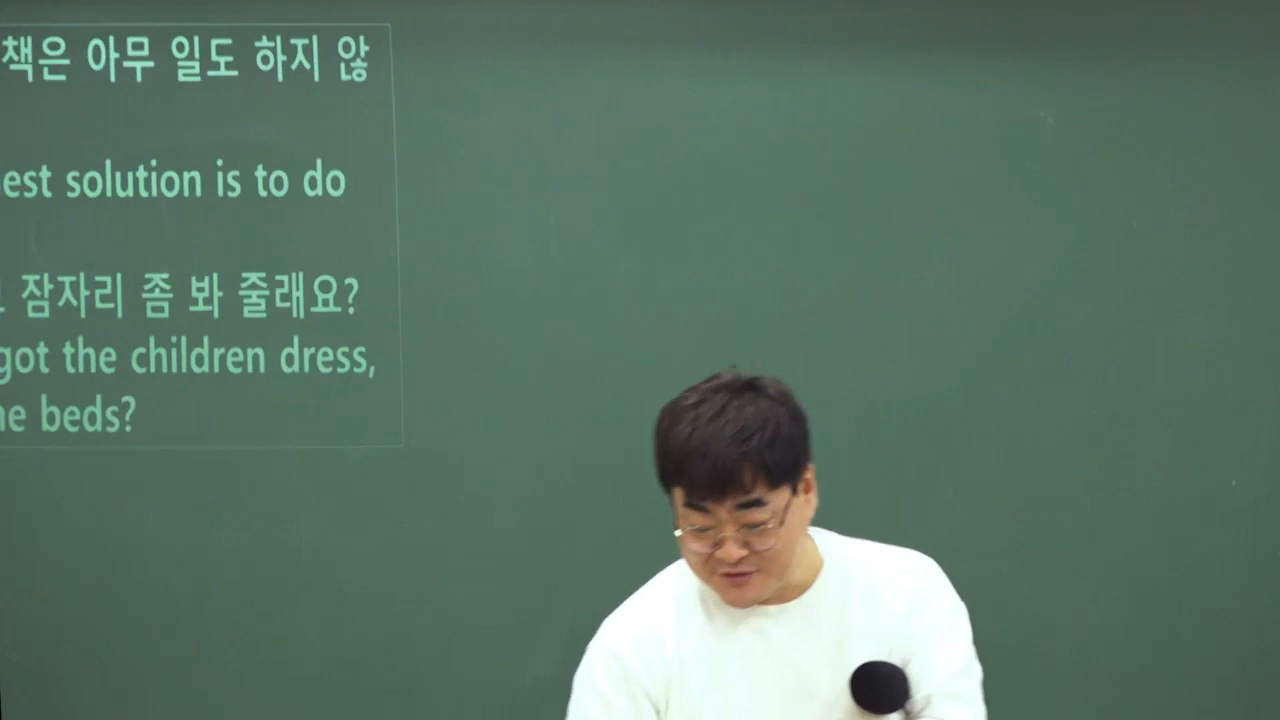 책은 아무 일도 하지 않
est solution is to do
잠자리 좀 봐 줄래요?
got the children dress,
he beds?